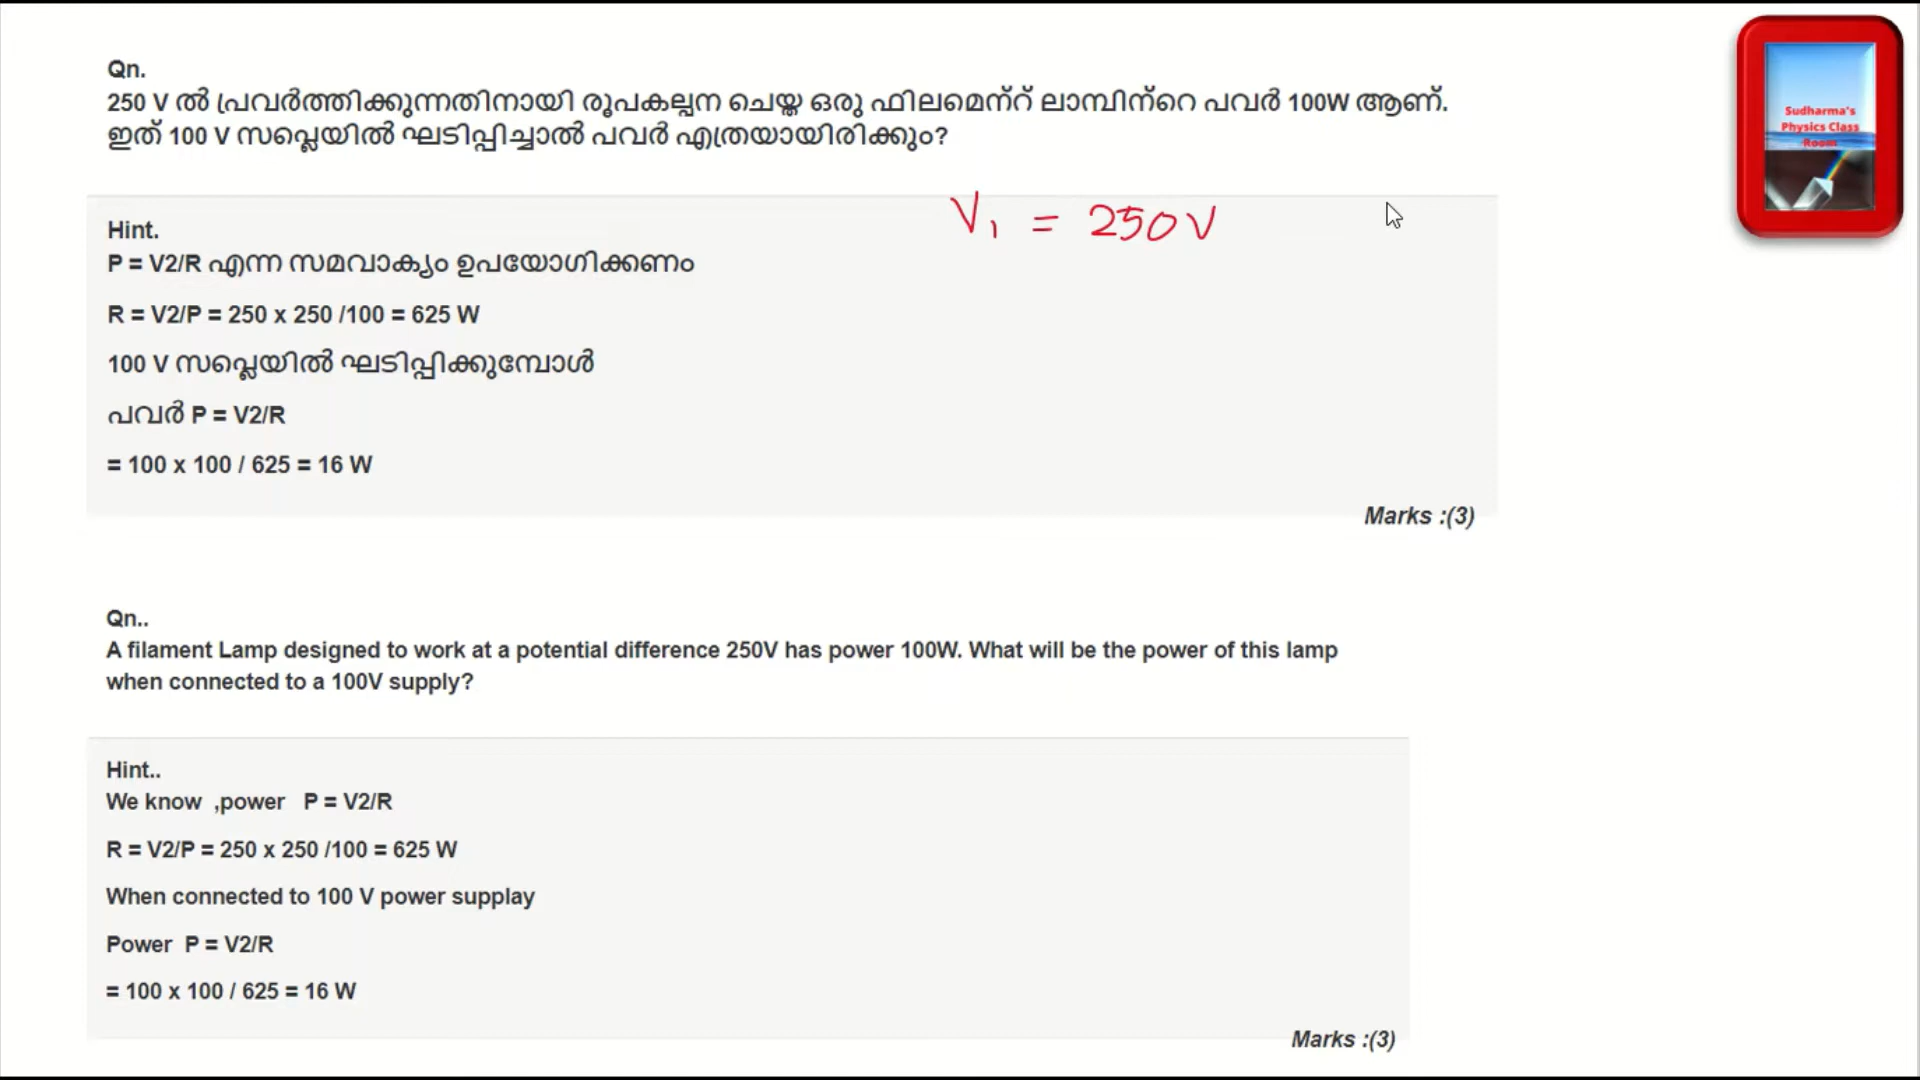 Qn.
250 V ൽ പ്രവർത്തിക്കുന്നതിനായി രൂപകല്പന ചെയ്ത ഒരു ഫിലമെന്റ് ലാമ്പിന്റെ പവർ 100W ആണ്.
ഇത് 100 V സപ്ലെയിൽ ഘടിപ്പിച്ചാൽ പവർ എത്രയായിരിക്കും?
Sudharma's
Physics Class
Room
V1 = 250V
Hint.
P = V2/R എന്ന സമവാക്യം ഉപയോഗിക്കണം
R = V2/P = 250 x 250 /100 = 625 W
100 V സപ്ലെയിൽ ഘടിപ്പിക്കുമ്പോൾ
പവർ P = V2/R
= 100 x 100 / 625 = 16 W
Marks :(3)
Qn..
A filament Lamp designed to work at a potential difference 250V has power 100W. What will be the power of this lamp
when connected to a 100V supply?
Hint..
We know ,power P = V2/R
R = V2/P = 250 x 250 /100 = 625 W
When connected to 100 V power supplay
Power P = V2/R
= 100 x 100 / 625 = 16 W
Marks :(3)